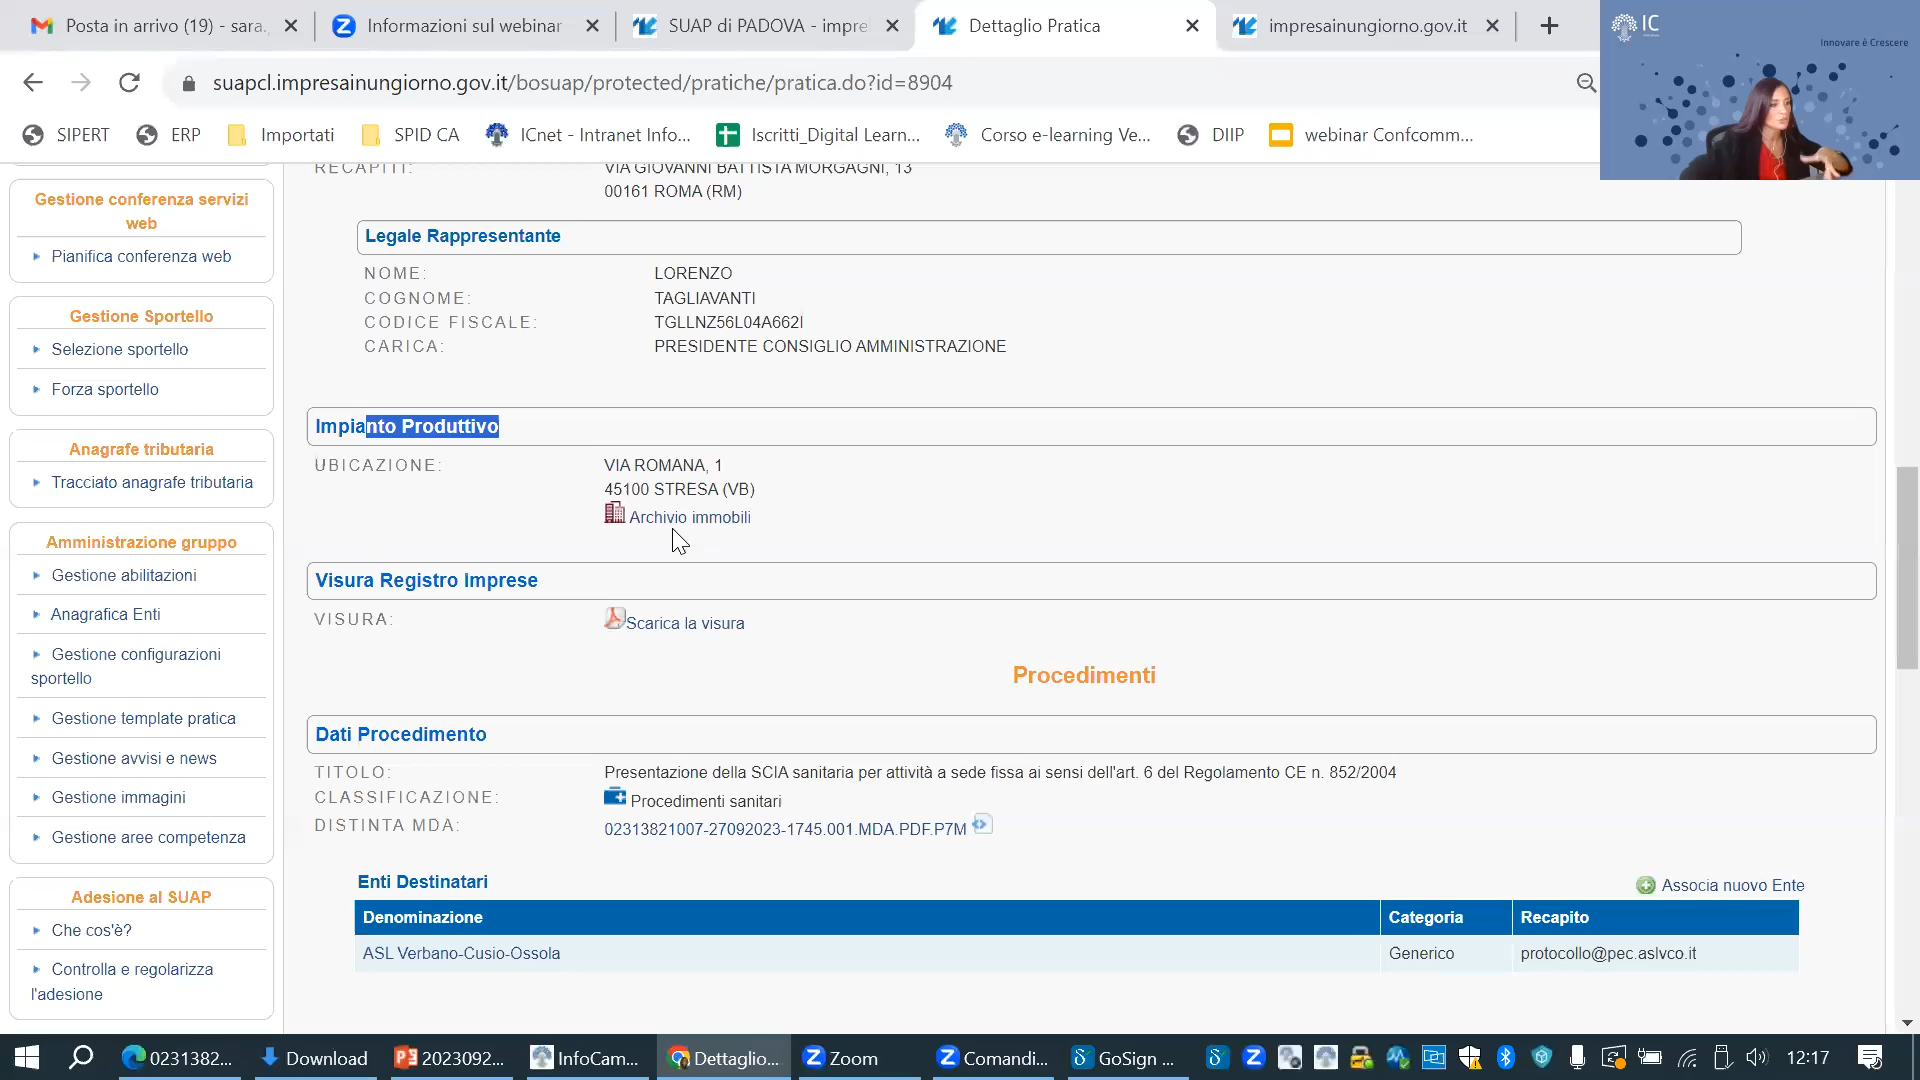 Posta in arrivo (19) - sara.
Informazioni sul webinar
SUAP di PADOVA - impre
Dettaglio Pratica
impresainungiorno.gov.it
IC
Innovare è Crescere
suapcl.impresainungiorno.gov.it/bosuap/protected/pratiche/pratica.do?id=8904
SIPERT
ERP
Importati
SPID CA
ICnet - Intranet Info...
Iscritti_Digital Learn...
Corso e-learning Ve...
DIIP
webinar Confcomm...
Gestione conferenza servizi
web
Pianifica conferenza web
Gestione Sportello
Selezione sportello
Forza sportello
Anagrafe tributaria
Tracciato anagrafe tributaria
Amministrazione gruppo
Gestione abilitazioni
Anagrafica Enti
Gestione configurazioni
sportello
Gestione template pratica
Gestione avvisi e news
Gestione immagini
Gestione aree competenza
Adesione al SUAP
Che cos'è?
Controlla e regolarizza
l'adesione
RECAPITI: VIA GIOVANNI BATTISTA MORGAGNI, 13
00161 ROMA (RM)
Legale Rappresentante
NOME: LORENZO
COGNOME: TAGLIAVANTI
CODICE FISCALE: TGLLNZ56L04A662I
CARICA: PRESIDENTE CONSIGLIO AMMINISTRAZIONE
Impianto Produttivo
UBICAZIONE: VIA ROMANA, 1
45100 STRESA (VB)
Archivio immobili
Visura Registro Imprese
VISURA: Scarica la visura
Procedimenti
Dati Procedimento
TITOLO: Presentazione della SCIA sanitaria per attività a sede fissa ai sensi dell'art. 6 del Regolamento CE n. 852/2004
CLASSIFICAZIONE: Procedimenti sanitari
DISTINTA MDA: 02313821007-27092023-1745.001.MDA.PDF.P7M
Enti Destinatari
Associa nuovo Ente
Denominazione Categoria Recapito
ASL Verbano-Cusio-Ossola Generico protocollo@pec.aslvco.it
0231382...
Download
2023092...
InfoCam...
Dettaglio...
Zoom
Comandi...
GoSign ...
12:17